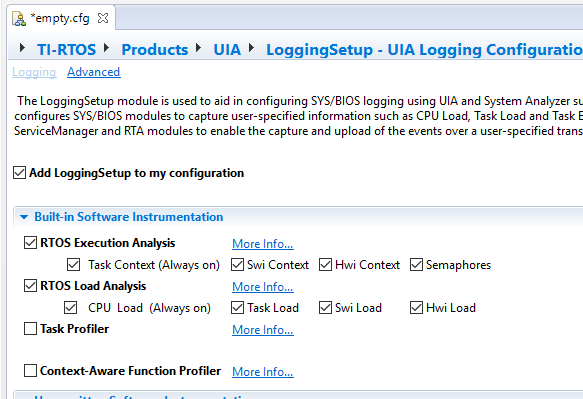 *empty.cfg
TI-RTOS Products UIA LoggingSetup - UIA Logging Configuratio
Logging Advanced
The LoggingSetup module is used to aid in configuring SYS/BIOS logging using UIA and System Analyzer su
configures SYS/BIOS modules to capture user-specified information such as CPU Load, Task Load and Task E
ServiceManager and RTA modules to enable the capture and upload of the events over a user-specified trans
Add LoggingSetup to my configuration
Built-in Software Instrumentation
RTOS Execution Analysis More Info...
Task Context (Always on) Swi Context Hwi Context Semaphores
RTOS Load Analysis More Info...
CPU Load (Always on) Task Load Swi Load Hwi Load
Task Profiler More Info...
Context-Aware Function Profiler More Info...